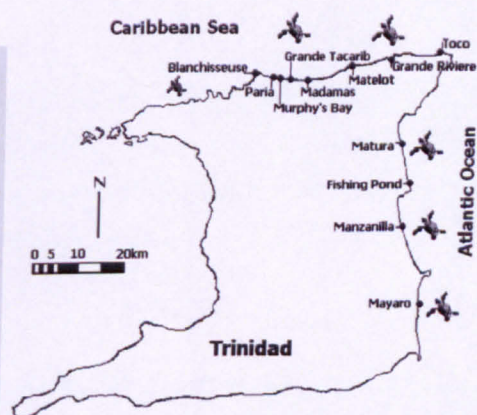 Caribbean Sea
Toco
Grande Tacarib
Blanchisseuse
Grande Riviere
Matelot
Paria
Madamas
Murphy's Bay
Matura
Atlantic Ocean
Fishing Pond
N
Manzanilla
0 5 10 20km
Mayaro
Trinidad